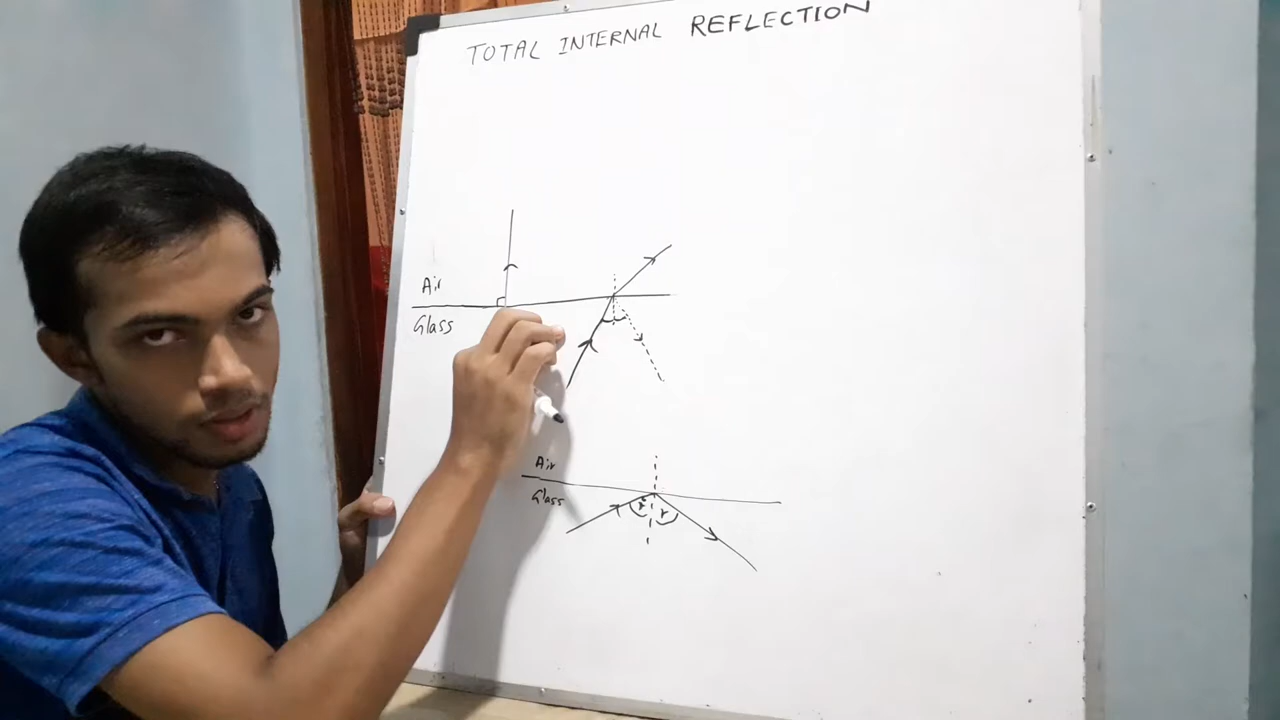 TOTAL INTERNAL REFLECTION
Air
Glass
Air
Glass
i r